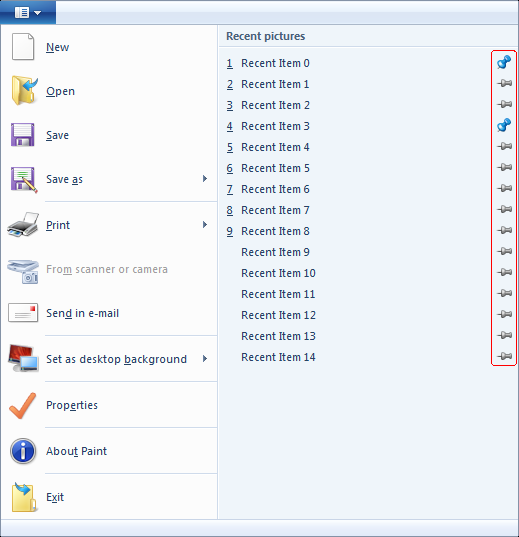 New
Open
Save
Save as
Print
From scanner or camera
Send in e-mail
Set as desktop background
Properties
About Paint
Exit
Recent pictures
1 Recent Item 0
2 Recent Item 1
3 Recent Item 2
4 Recent Item 3
5 Recent Item 4
6 Recent Item 5
7 Recent Item 6
8 Recent Item 7
9 Recent Item 8
Recent Item 9
Recent Item 10
Recent Item 11
Recent Item 12
Recent Item 13
Recent Item 14